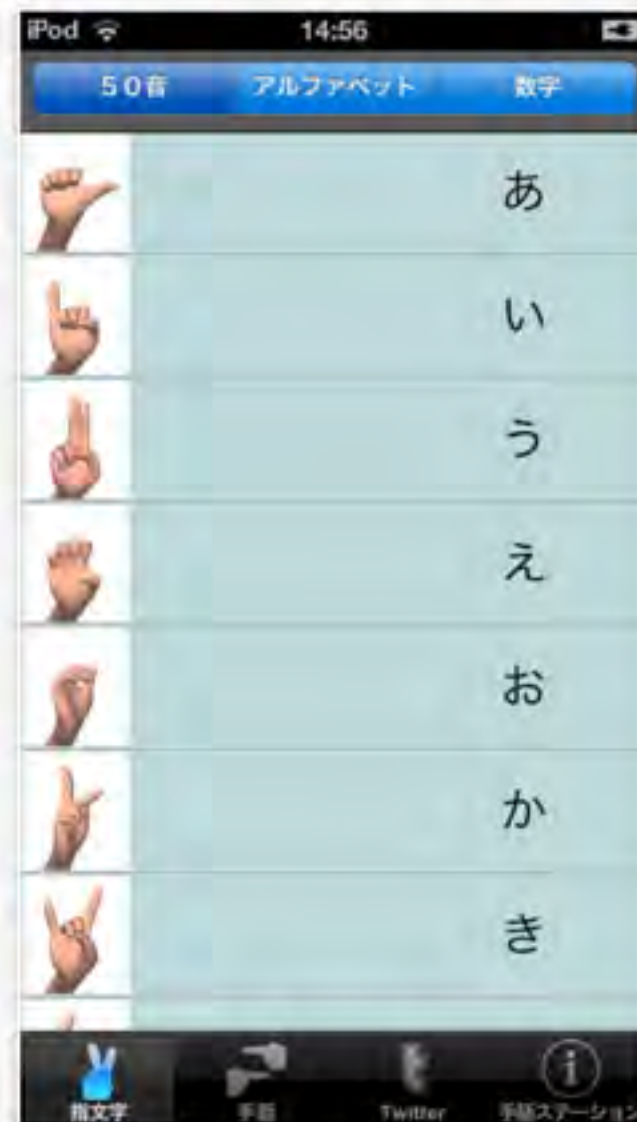 iPod 14:56
50音 アルファベット 数字
あ
い
う
え
お
か
き
指文字 手話 Twitter 手話ステーション